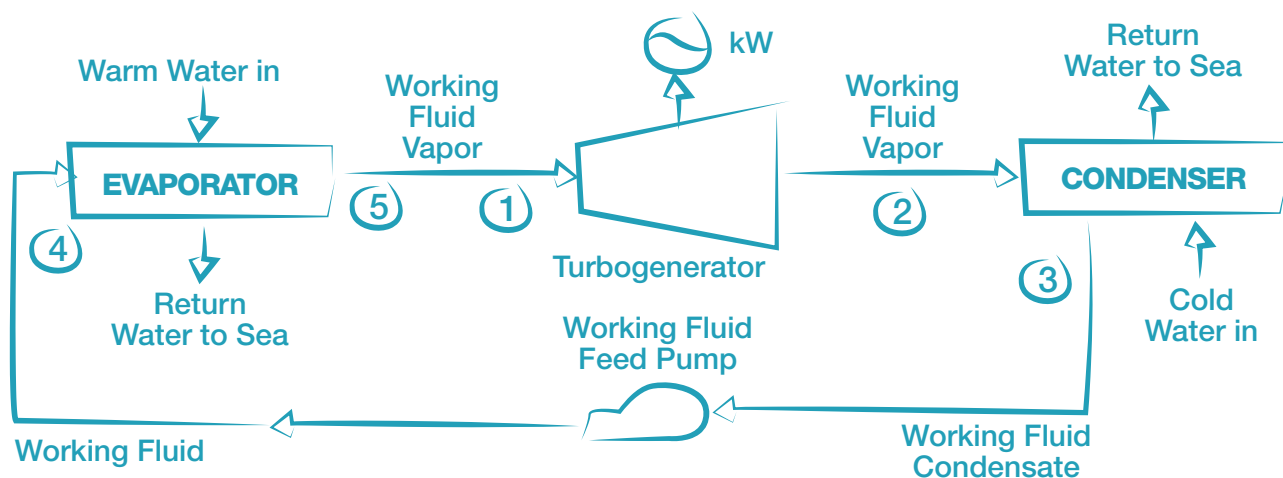 kW
Return
Water to Sea
Warm Water in
Working
Fluid
Vapor
Working
Fluid
Vapor
EVAPORATOR
CONDENSER
5
1
2
4
3
Turbogenerator
Return
Water to Sea
Cold
Water in
Working Fluid
Feed Pump
Working Fluid
Working Fluid
Condensate